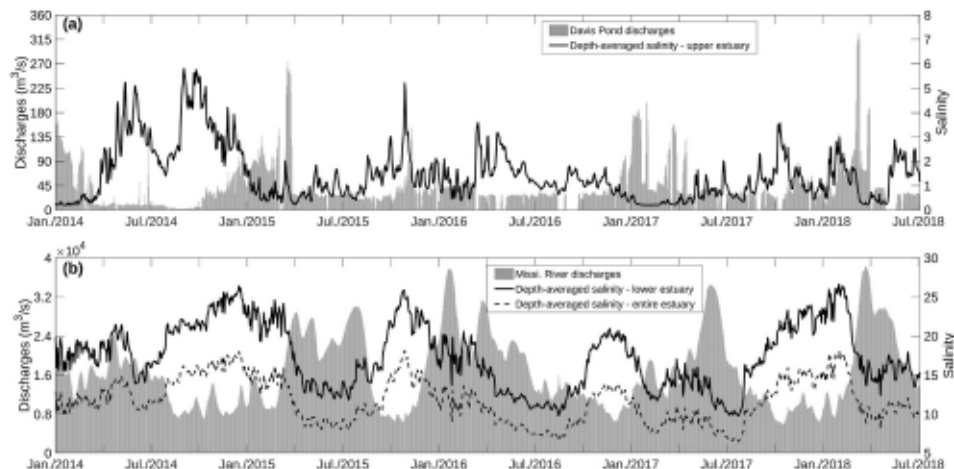 (a)
Davis Pond discharges
Depth-averaged salinity - upper estuary
Discharges (m³/s)
360
315
270
225
180
135
90
45
0
8
7
6
5
4
3
2
1
0
Salinity
Jan./2014 Jul./2014 Jan./2015 Jul./2015 Jan./2016 Jul./2016 Jan./2017 Jul./2017 Jan./2018 Jul./2018
×10⁴
(b)
Missi. River discharges
Depth-averaged salinity - lower estuary
Depth-averaged salinity - entire estuary
Discharges (m³/s)
4
3.2
2.4
1.6
0.8
0
30
25
20
15
10
5
Salinity
Jan./2014 Jul./2014 Jan./2015 Jul./2015 Jan./2016 Jul./2016 Jan./2017 Jul./2017 Jan./2018 Jul./2018